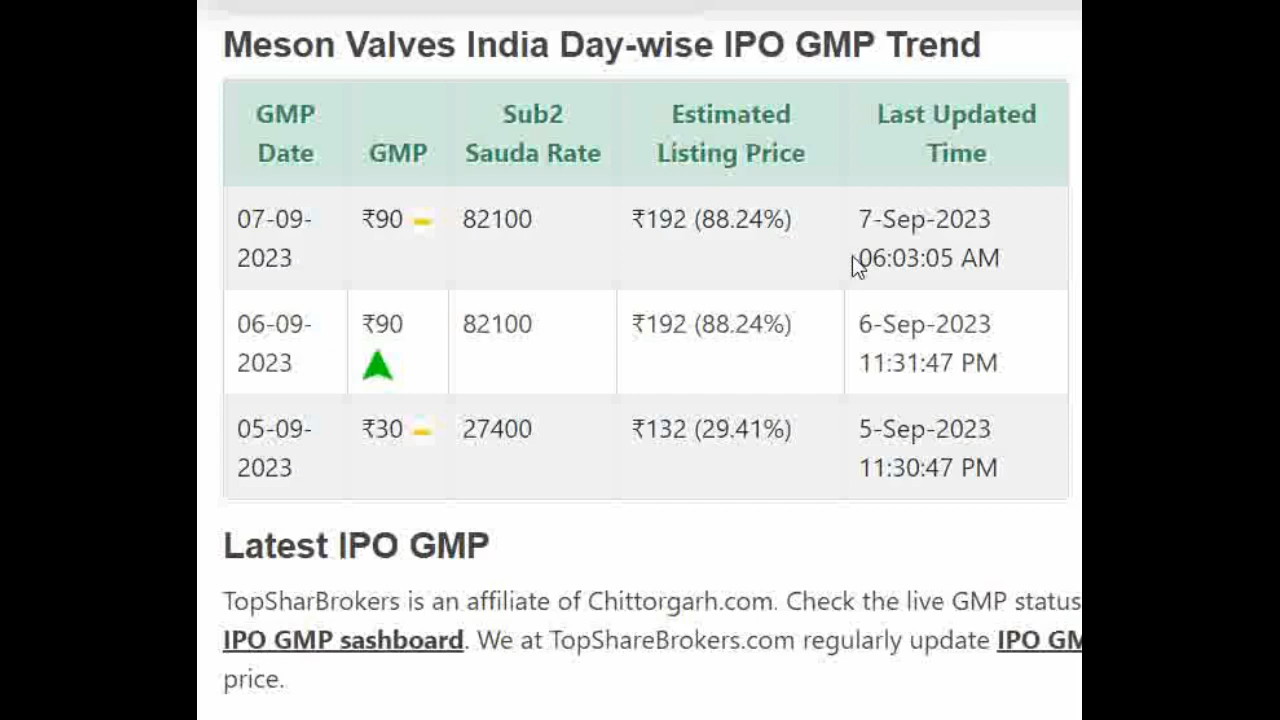 Meson Valves India Day-wise IPO GMP Trend
GMP Date	GMP	Sub2 Sauda Rate	Estimated Listing Price	Last Updated Time
07-09-2023	₹90	82100	₹192 (88.24%)	7-Sep-2023 06:03:05 AM
06-09-2023	₹90	82100	₹192 (88.24%)	6-Sep-2023 11:31:47 PM
05-09-2023	₹30	27400	₹132 (29.41%)	5-Sep-2023 11:30:47 PM
Latest IPO GMP
TopSharBrokers is an affiliate of Chittorgarh.com. Check the live GMP status
IPO GMP sashboard. We at TopShareBrokers.com regularly update IPO GM
price.